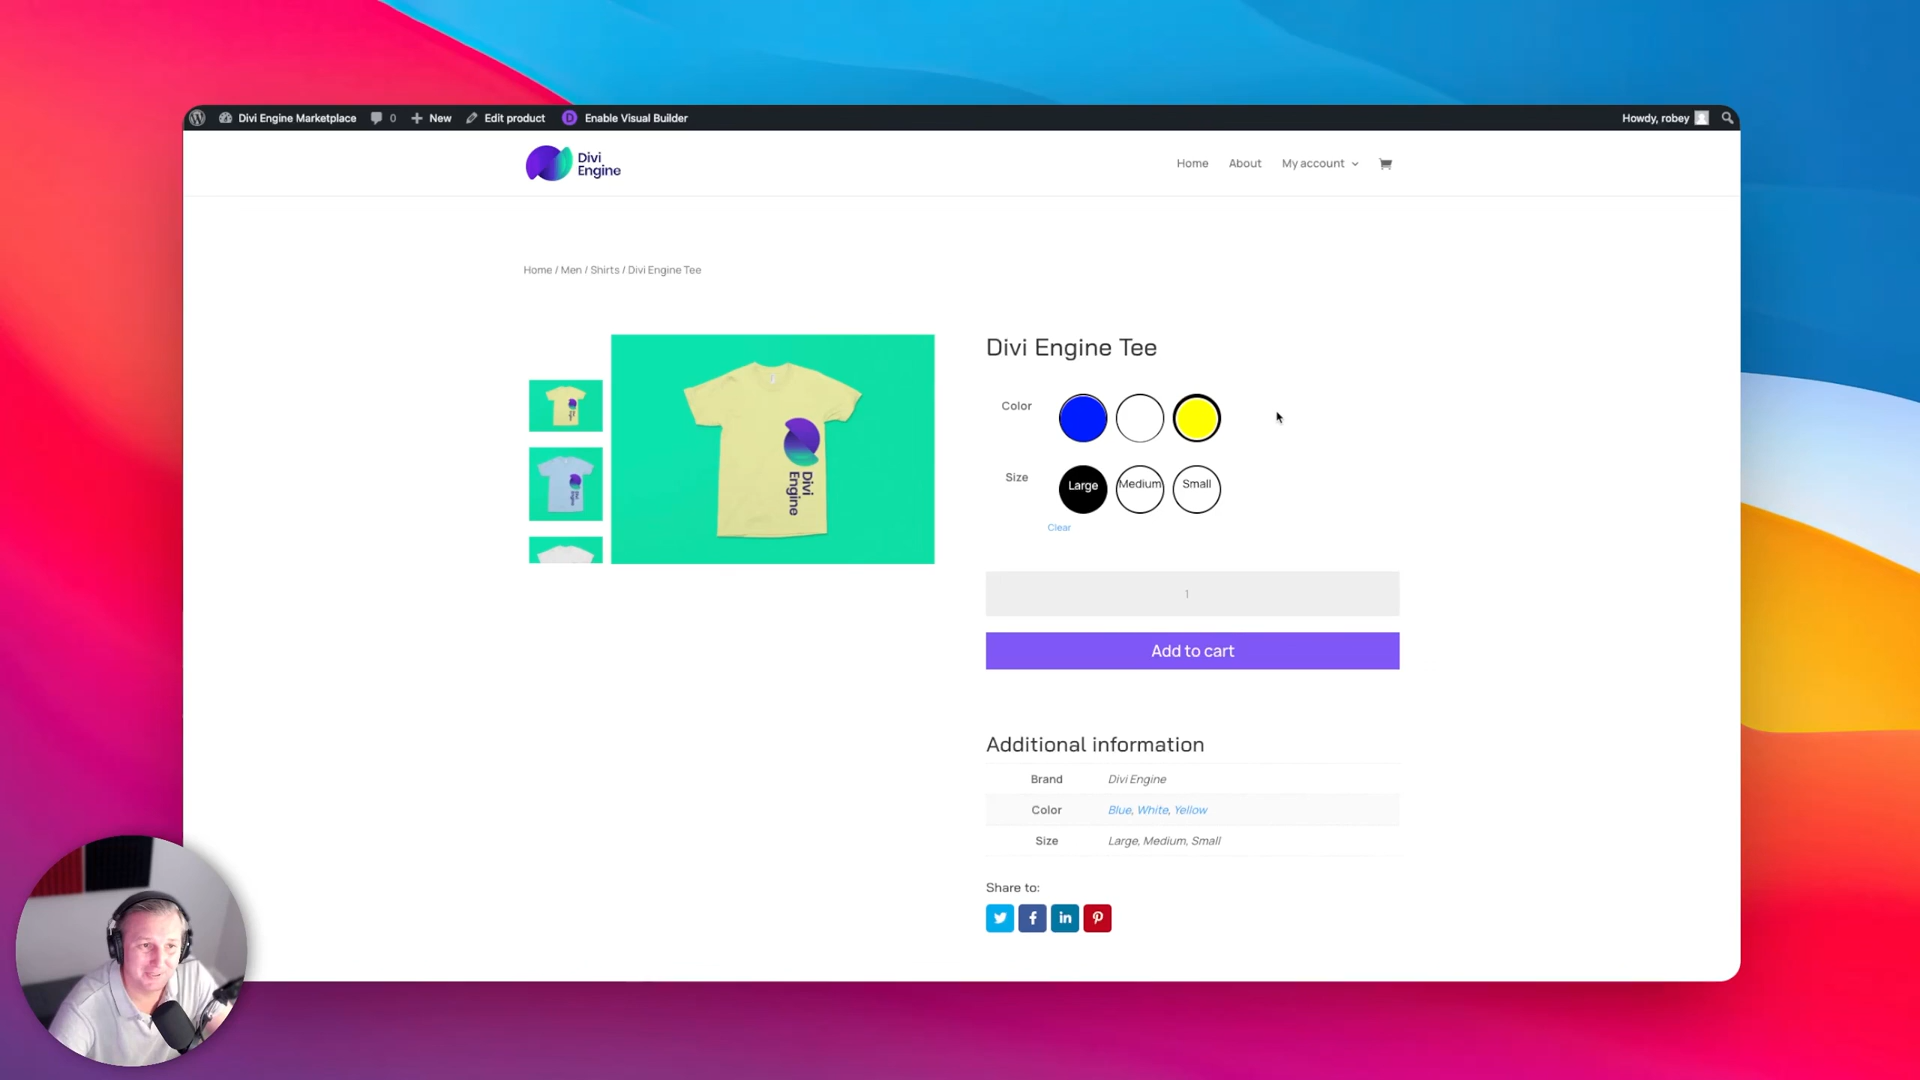 Divi Engine Marketplace 0 New Edit product Enable Visual Builder Howdy, robey
Divi
Engine
Home About My account
Home / Men / Shirts / Divi Engine Tee
Divi
Engine
Divi Engine Tee
Color
Size Large Medium Small
Clear
1
Add to cart
Additional information
Brand Divi Engine
Color Blue, White, Yellow
Size Large, Medium, Small
Share to: